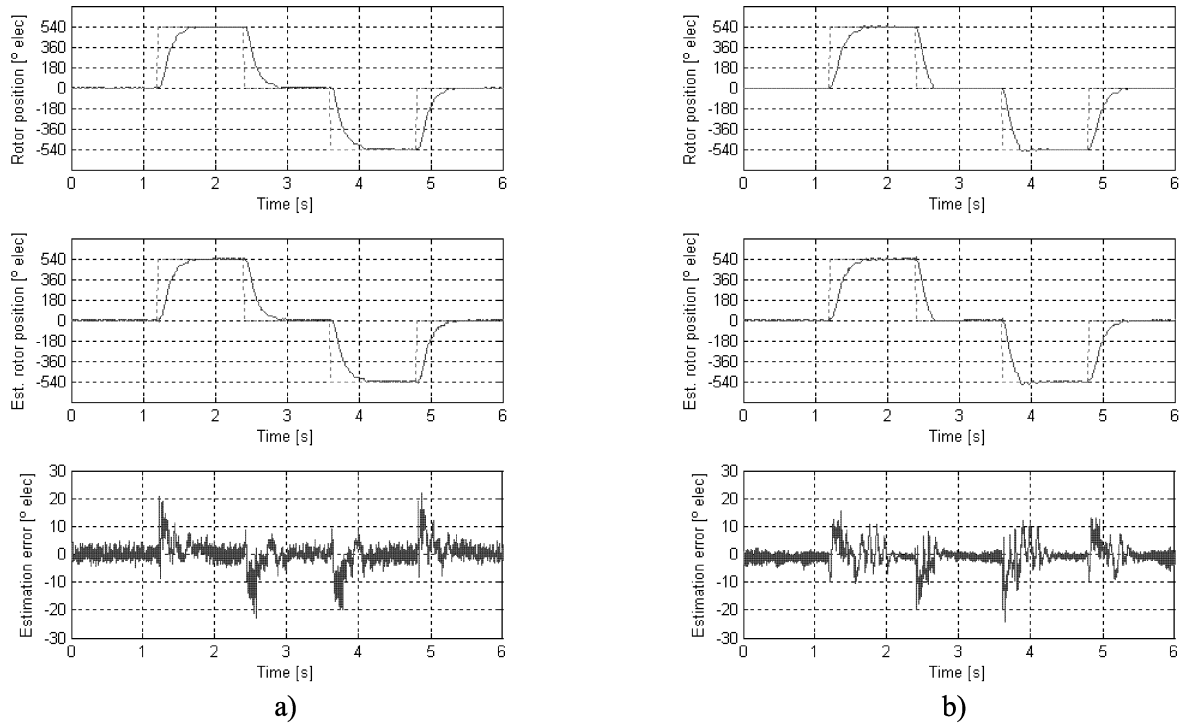 Rotor position [º elec]
540
360
180
0
-180
-360
-540
0 1 2 3 4 5 6
Time [s]
Est. rotor position [º elec]
540
360
180
0
-180
-360
-540
0 1 2 3 4 5 6
Time [s]
Estimation error [º elec]
30
20
10
0
-10
-20
-30
0 1 2 3 4 5 6
Time [s]
a)
Rotor position [º elec]
540
360
180
0
-180
-360
-540
0 1 2 3 4 5 6
Time [s]
Est. rotor position [º elec]
540
360
180
0
-180
-360
-540
0 1 2 3 4 5 6
Time [s]
Estimation error [º elec]
30
20
10
0
-10
-20
-30
0 1 2 3 4 5 6
Time [s]
b)